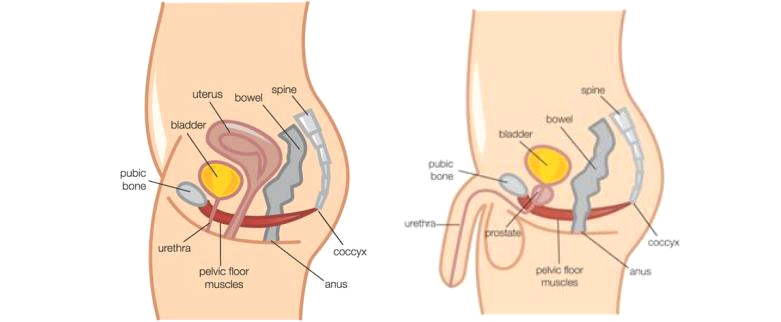 uterus
bowel
spine
bladder
pubic
bone
urethra
pelvic floor
muscles
coccyx
anus
spine
bowel
bladder
pubic
bone
urethra
prostate
coccyx
pelvic floor
muscles
anus